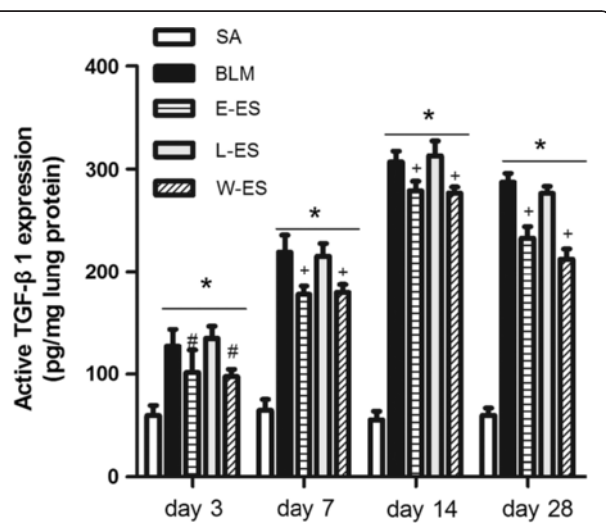 SA
BLM
E-ES
L-ES
W-ES
Active TGF-β 1 expression
(pg/mg lung protein)
400
300
200
100
0
*
*
*
*
#
#
+
+
+
+
+
+
day 3
day 7
day 14
day 28